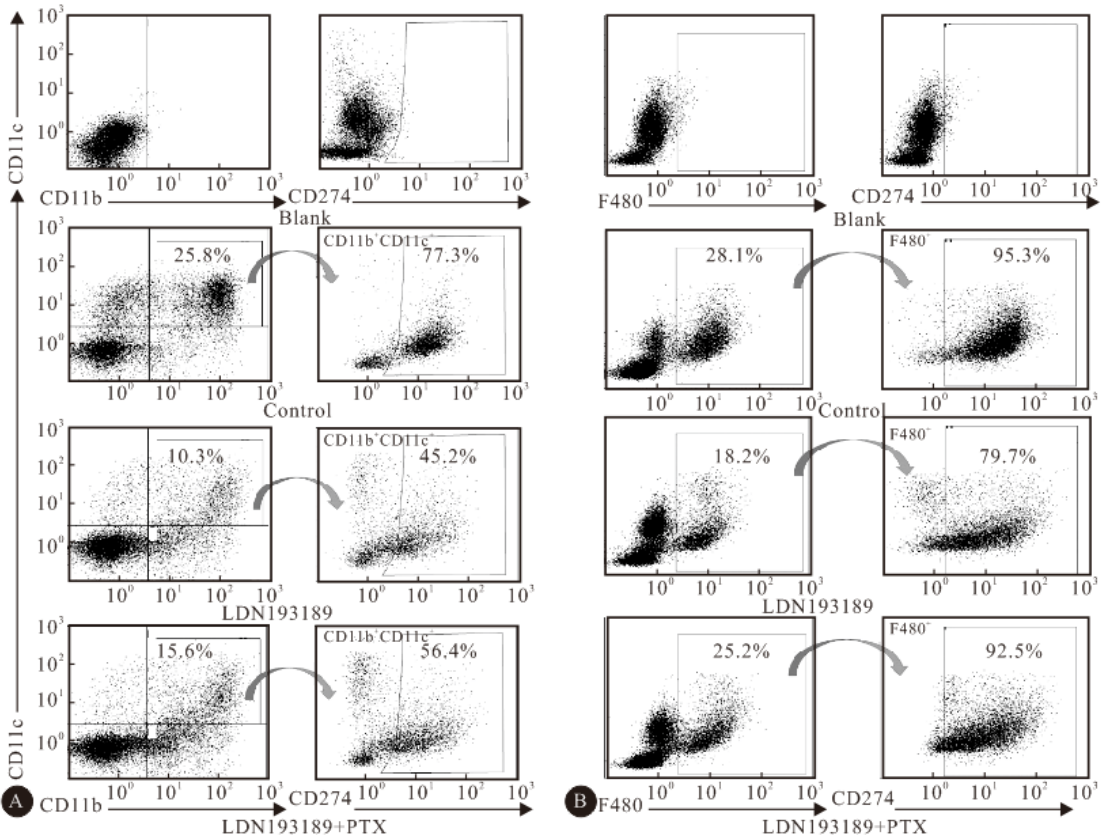 CD11c
10³ 10² 10¹ 10⁰
10⁰ 10¹ 10² 10³
CD11b
10³ 10² 10¹ 10⁰
10⁰ 10¹ 10² 10³
CD274
Blank
10³ 10² 10¹ 10⁰
25.8%
10⁰ 10¹ 10² 10³
CD11b⁺CD11c⁺
77.3%
10⁰ 10¹ 10² 10³
Control
10³ 10² 10¹ 10⁰
10.3%
10⁰ 10¹ 10² 10³
CD11b⁺CD11c⁺
45.2%
10⁰ 10¹ 10² 10³
LDN193189
CD11c
10³ 10² 10¹ 10⁰
15.6%
10⁰ 10¹ 10² 10³
CD11b⁺CD11c⁻
56.4%
10⁰ 10¹ 10² 10³
A
CD11b
CD274
LDN193189+PTX
10⁰ 10¹ 10² 10³
F480
10⁰ 10¹ 10² 10³
CD274
Blank
28.1%
10⁰ 10¹ 10² 10³
F480⁺
95.3%
10⁰ 10¹ 10² 10³
Control
18.2%
10⁰ 10¹ 10² 10³
F480⁻
79.7%
10⁰ 10¹ 10² 10³
LDN193189
25.2%
10⁰ 10¹ 10² 10³
F480⁻
92.5%
10⁰ 10¹ 10² 10³
B
F480
CD274
LDN193189+PTX